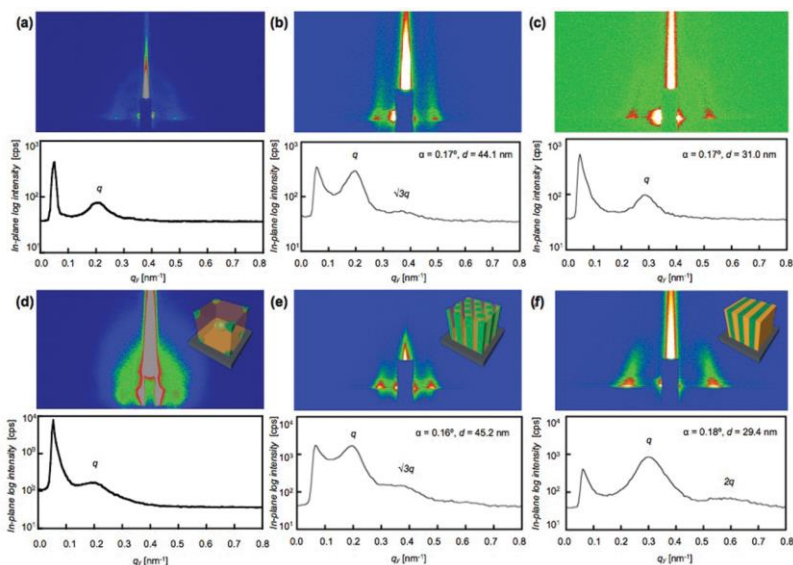 (a) (b) (c)
In-plane log intensity [cps] In-plane log intensity [cps] In-plane log intensity [cps]
10³ 10³ 10³
q q α = 0.17º, d = 44.1 nm q α = 0.17º, d = 31.0 nm
√3q
10² 10² 10²
10¹ 10¹ 10¹
0.0 0.1 0.2 0.3 0.4 0.5 0.6 0.7 0.8 0.0 0.1 0.2 0.3 0.4 0.5 0.6 0.7 0.8 0.0 0.1 0.2 0.3 0.4 0.5 0.6 0.7 0.8
qy [nm⁻¹] qy [nm⁻¹] qy [nm⁻¹]
(d) (e) (f)
In-plane log intensity [cps] In-plane log intensity [cps] In-plane log intensity [cps]
10⁴ 10⁴ 10⁴
q q α = 0.16º, d = 45.2 nm q α = 0.18º, d = 29.4 nm
10³ 10³ 10³
√3q 2q
10² 10² 10²
10¹ 10¹ 10¹
0.0 0.1 0.2 0.3 0.4 0.5 0.6 0.7 0.8 0.0 0.1 0.2 0.3 0.4 0.5 0.6 0.7 0.8 0.0 0.1 0.2 0.3 0.4 0.5 0.6 0.7 0.8
qy [nm⁻¹] qy [nm⁻¹] qy [nm⁻¹]